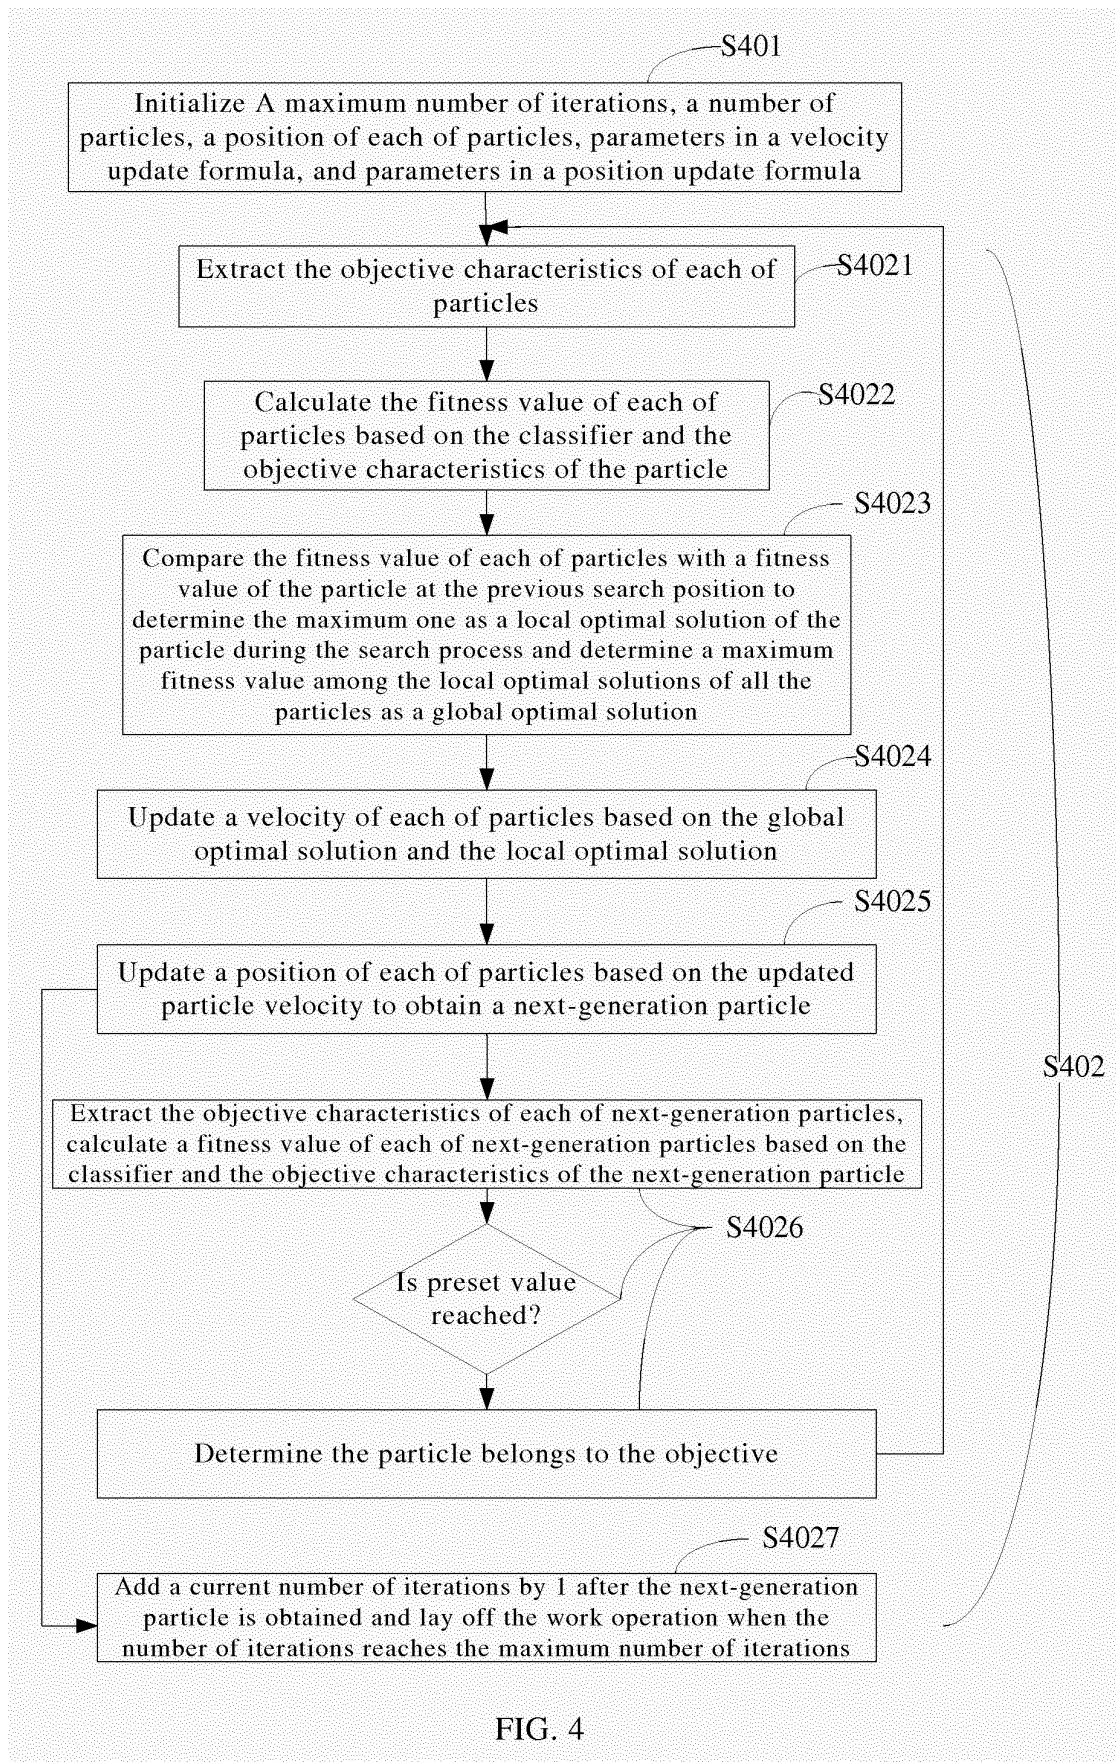 S401
Initialize A maximum number of iterations, a number of
particles, a position of each of particles, parameters in a velocity
update formula, and parameters in a position update formula
Extract the objective characteristics of each of
particles
S4021
Calculate the fitness value of each of
particles based on the classifier and the
objective characteristics of the particle
S4022
S4023
Compare the fitness value of each of particles with a fitness
value of the particle at the previous search position to
determine the maximum one as a local optimal solution of the
particle during the search process and determine a maximum
fitness value among the local optimal solutions of all the
particles as a global optimal solution
S4024
Update a velocity of each of particles based on the global
optimal solution and the local optimal solution
S4025
Update a position of each of particles based on the updated
particle velocity to obtain a next-generation particle
S402
Extract the objective characteristics of each of next-generation particles,
calculate a fitness value of each of next-generation particles based on the
classifier and the objective characteristics of the next-generation particle
S4026
Is preset value
reached?
Determine the particle belongs to the objective
S4027
Add a current number of iterations by 1 after the next-generation
particle is obtained and lay off the work operation when the
number of iterations reaches the maximum number of iterations
FIG. 4